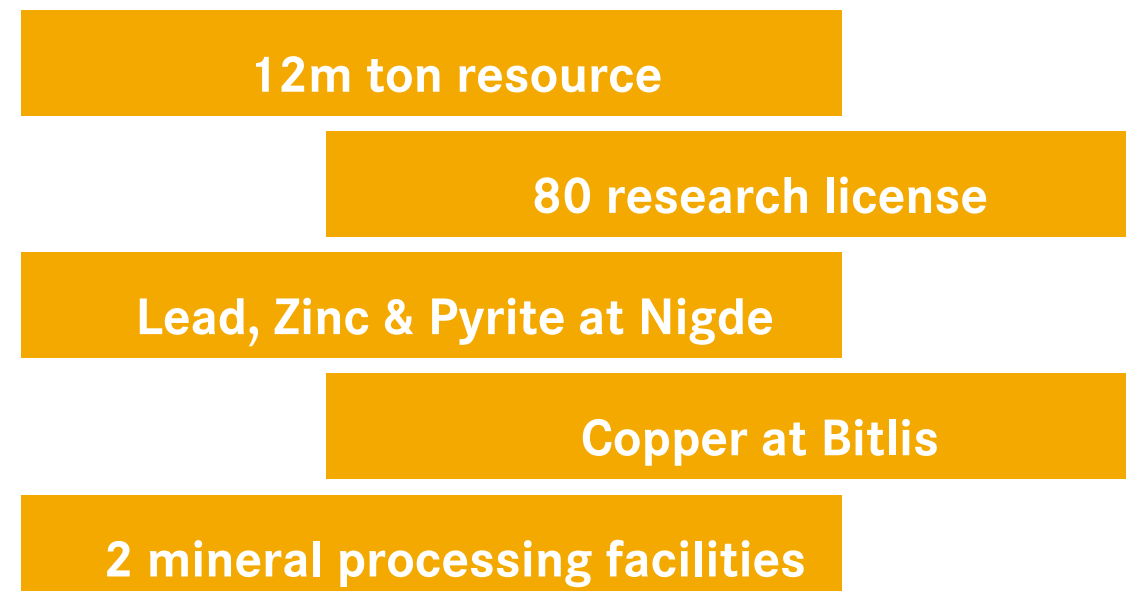 12m ton resource
80 research license
Lead, Zinc & Pyrite at Nigde
Copper at Bitlis
2 mineral processing facilities